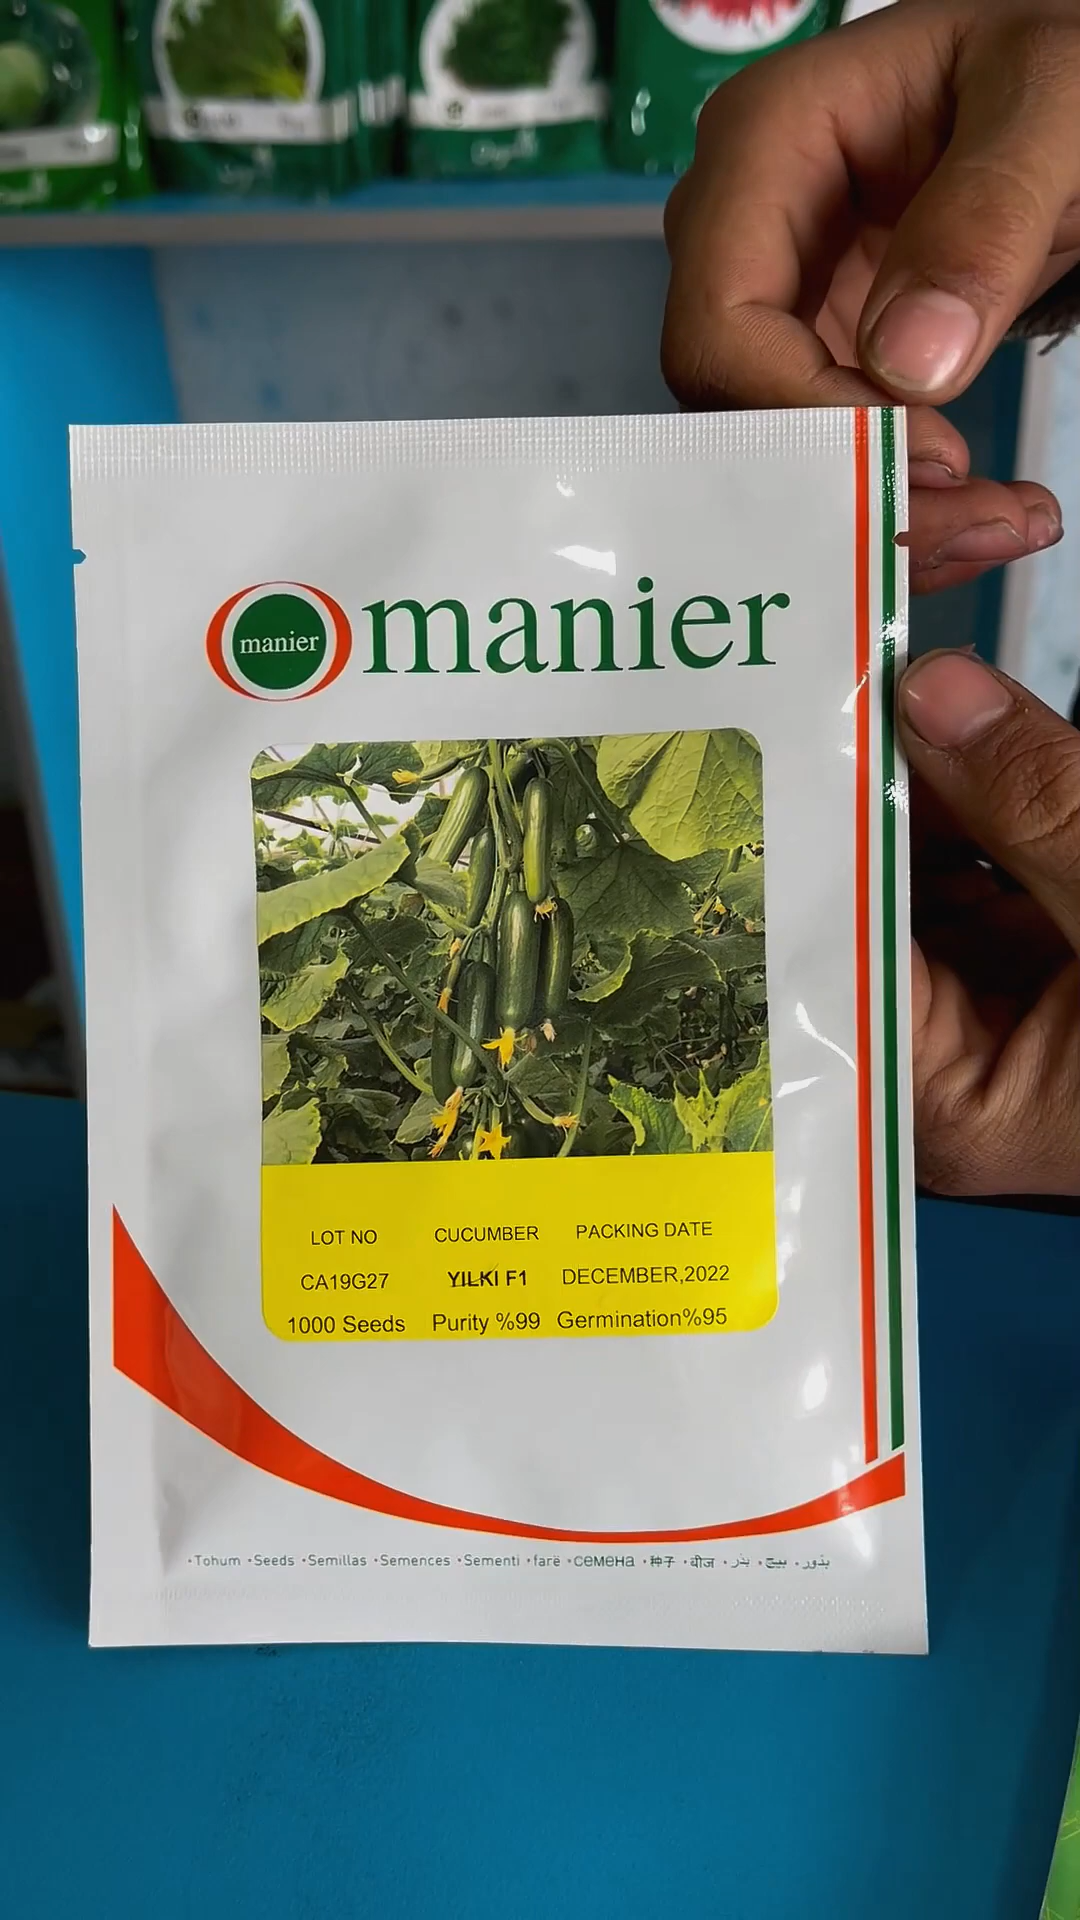 manier
manier
LOT NO CUCUMBER PACKING DATE
CA19G27 YILKI F1 DECEMBER,2022
1000 Seeds Purity %99 Germination%95
•Tohum •Seeds •Semillas •Semences •Sementi •farë •семена •种子 •बीज •بذر •بیج •بذور